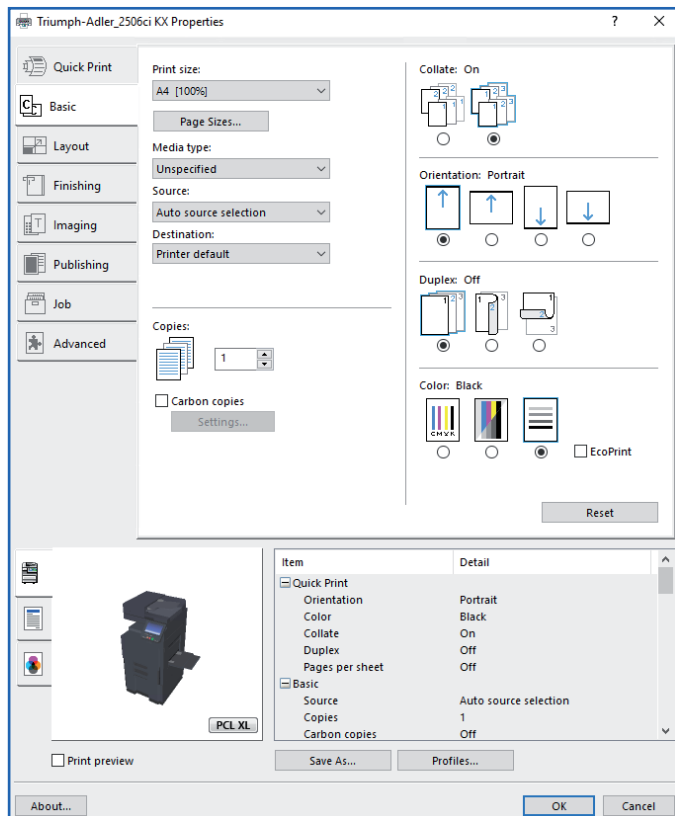 Triumph-Adler_2506ci KX Properties
Quick Print
Basic
Layout
Finishing
Imaging
Publishing
Job
Advanced
Print size:
A4 [100%]
Page Sizes...
Media type:
Unspecified
Source:
Auto source selection
Destination:
Printer default
Copies:
1
Carbon copies
Settings...
Collate: On
Orientation: Portrait
Duplex: Off
Color: Black
CMYK
EcoPrint
Reset
PCL XL
Print preview
Item Detail
Quick Print
Orientation Portrait
Color Black
Collate On
Duplex Off
Pages per sheet Off
Basic
Source Auto source selection
Copies 1
Carbon copies Off
Save As... Profiles...
About... OK Cancel